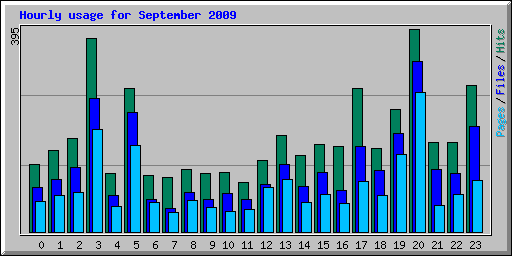 Hourly usage for September 2009
395
Pages/Files/Hits
0 1 2 3 4 5 6 7 8 9 10 11 12 13 14 15 16 17 18 19 20 21 22 23